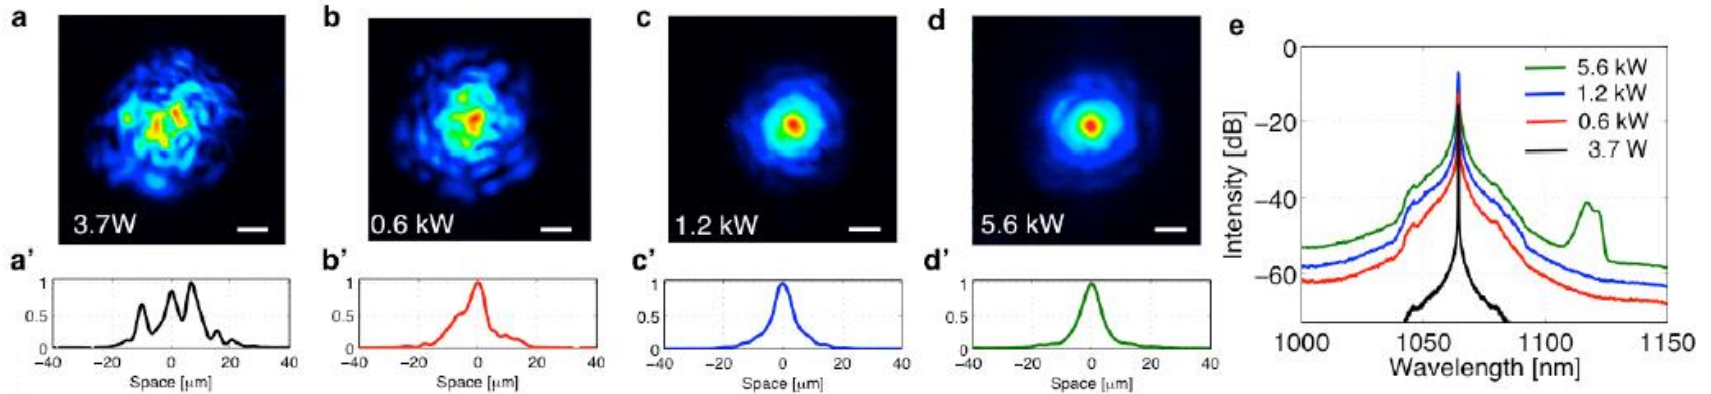 a
3.7W
b
0.6 kW
c
1.2 kW
d
5.6 kW
a'
1
0.5
0
−40 −20 0 20 40
Space [μm]
b'
1
0.5
0
−40 −20 0 20 40
Space [μm]
c'
1
0.5
0
−40 −20 0 20 40
Space [μm]
d'
1
0.5
0
−40 −20 0 20 40
Space [μm]
e
0
−20
−40
−60
Intensity [dB]
5.6 kW
1.2 kW
0.6 kW
3.7 W
1000 1050 1100 1150
Wavelength [nm]